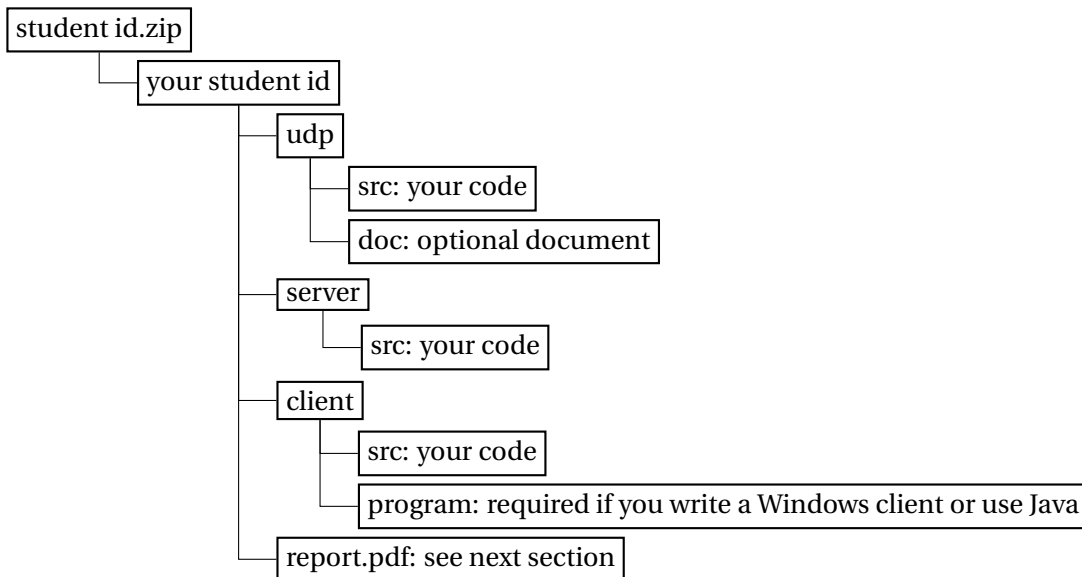 student id.zip
your student id
udp
src: your code
doc: optional document
server
src: your code
client
src: your code
program: required if you write a Windows client or use Java
report.pdf: see next section